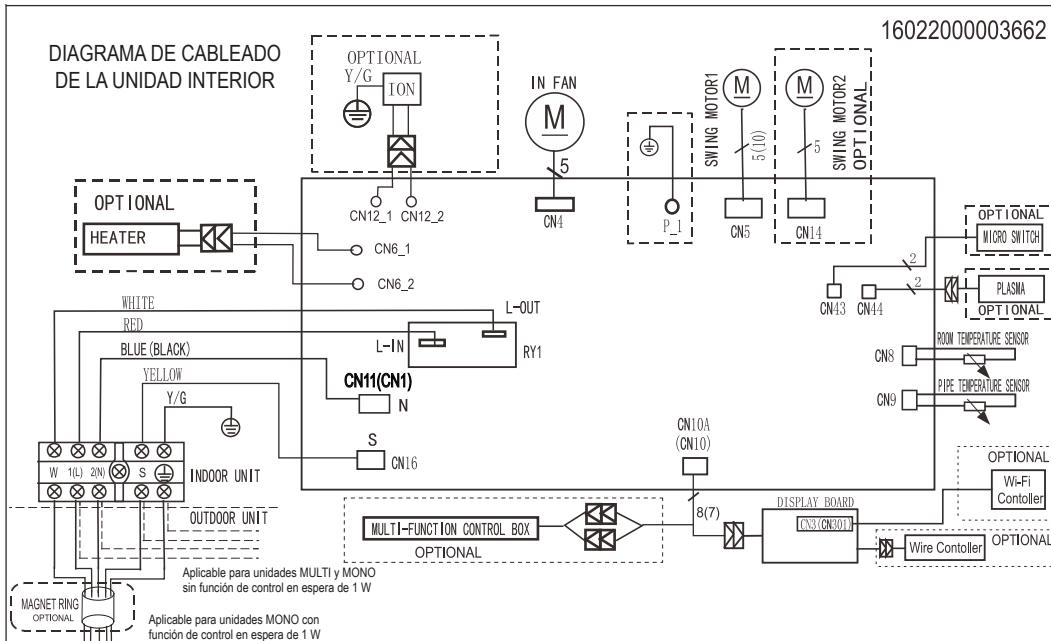 16022000003662
DIAGRAMA DE CABLEADO
DE LA UNIDAD INTERIOR
OPTIONAL
Y/G
ION
CN12_1
CN12_2
IN FAN
M
5
CN4
P_1
SWING MOTOR1
M
5(10)
CN5
M
5
SWING MOTOR2
OPTIONAL
CN14
OPTIONAL
HEATER
CN6_1
CN6_2
OPTIONAL
MICRO SWITCH
2
CN43
2
CN44
PLASMA
OPTIONAL
WHITE
L-OUT
RED
L-IN
RY1
BLUE(BLACK)
CN11(CN1)
N
YELLOW
Y/G
S
CN16
ROOM TEMPERATURE SENSOR
CN8
PIPE TEMPERATURE SENSOR
CN9
CN10A
(CN10)
8(7)
W 1(L) 2(N) S
INDOOR UNIT
OUTDOOR UNIT
MULTI-FUNCTION CONTROL BOX
OPTIONAL
DISPLAY BOARD
CN3(CN301)
OPTIONAL
Wi-Fi
Contoller
OPTIONAL
Wire Contoller
Aplicable para unidades MULTI y MONO
sin función de control en espera de 1 W
MAGNET RING
OPTIONAL
Aplicable para unidades MONO con
función de control en espera de 1 W